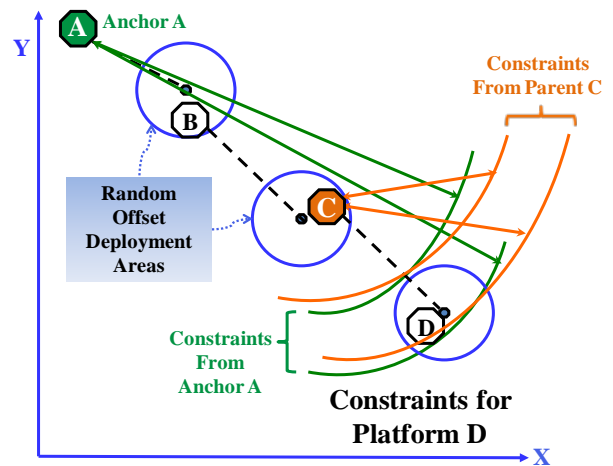 A
Anchor A
Y
Constraints
From Parent C
B
Random
Offset
Deployment
Areas
C
D
Constraints
From
Anchor A
Constraints for
Platform D
X